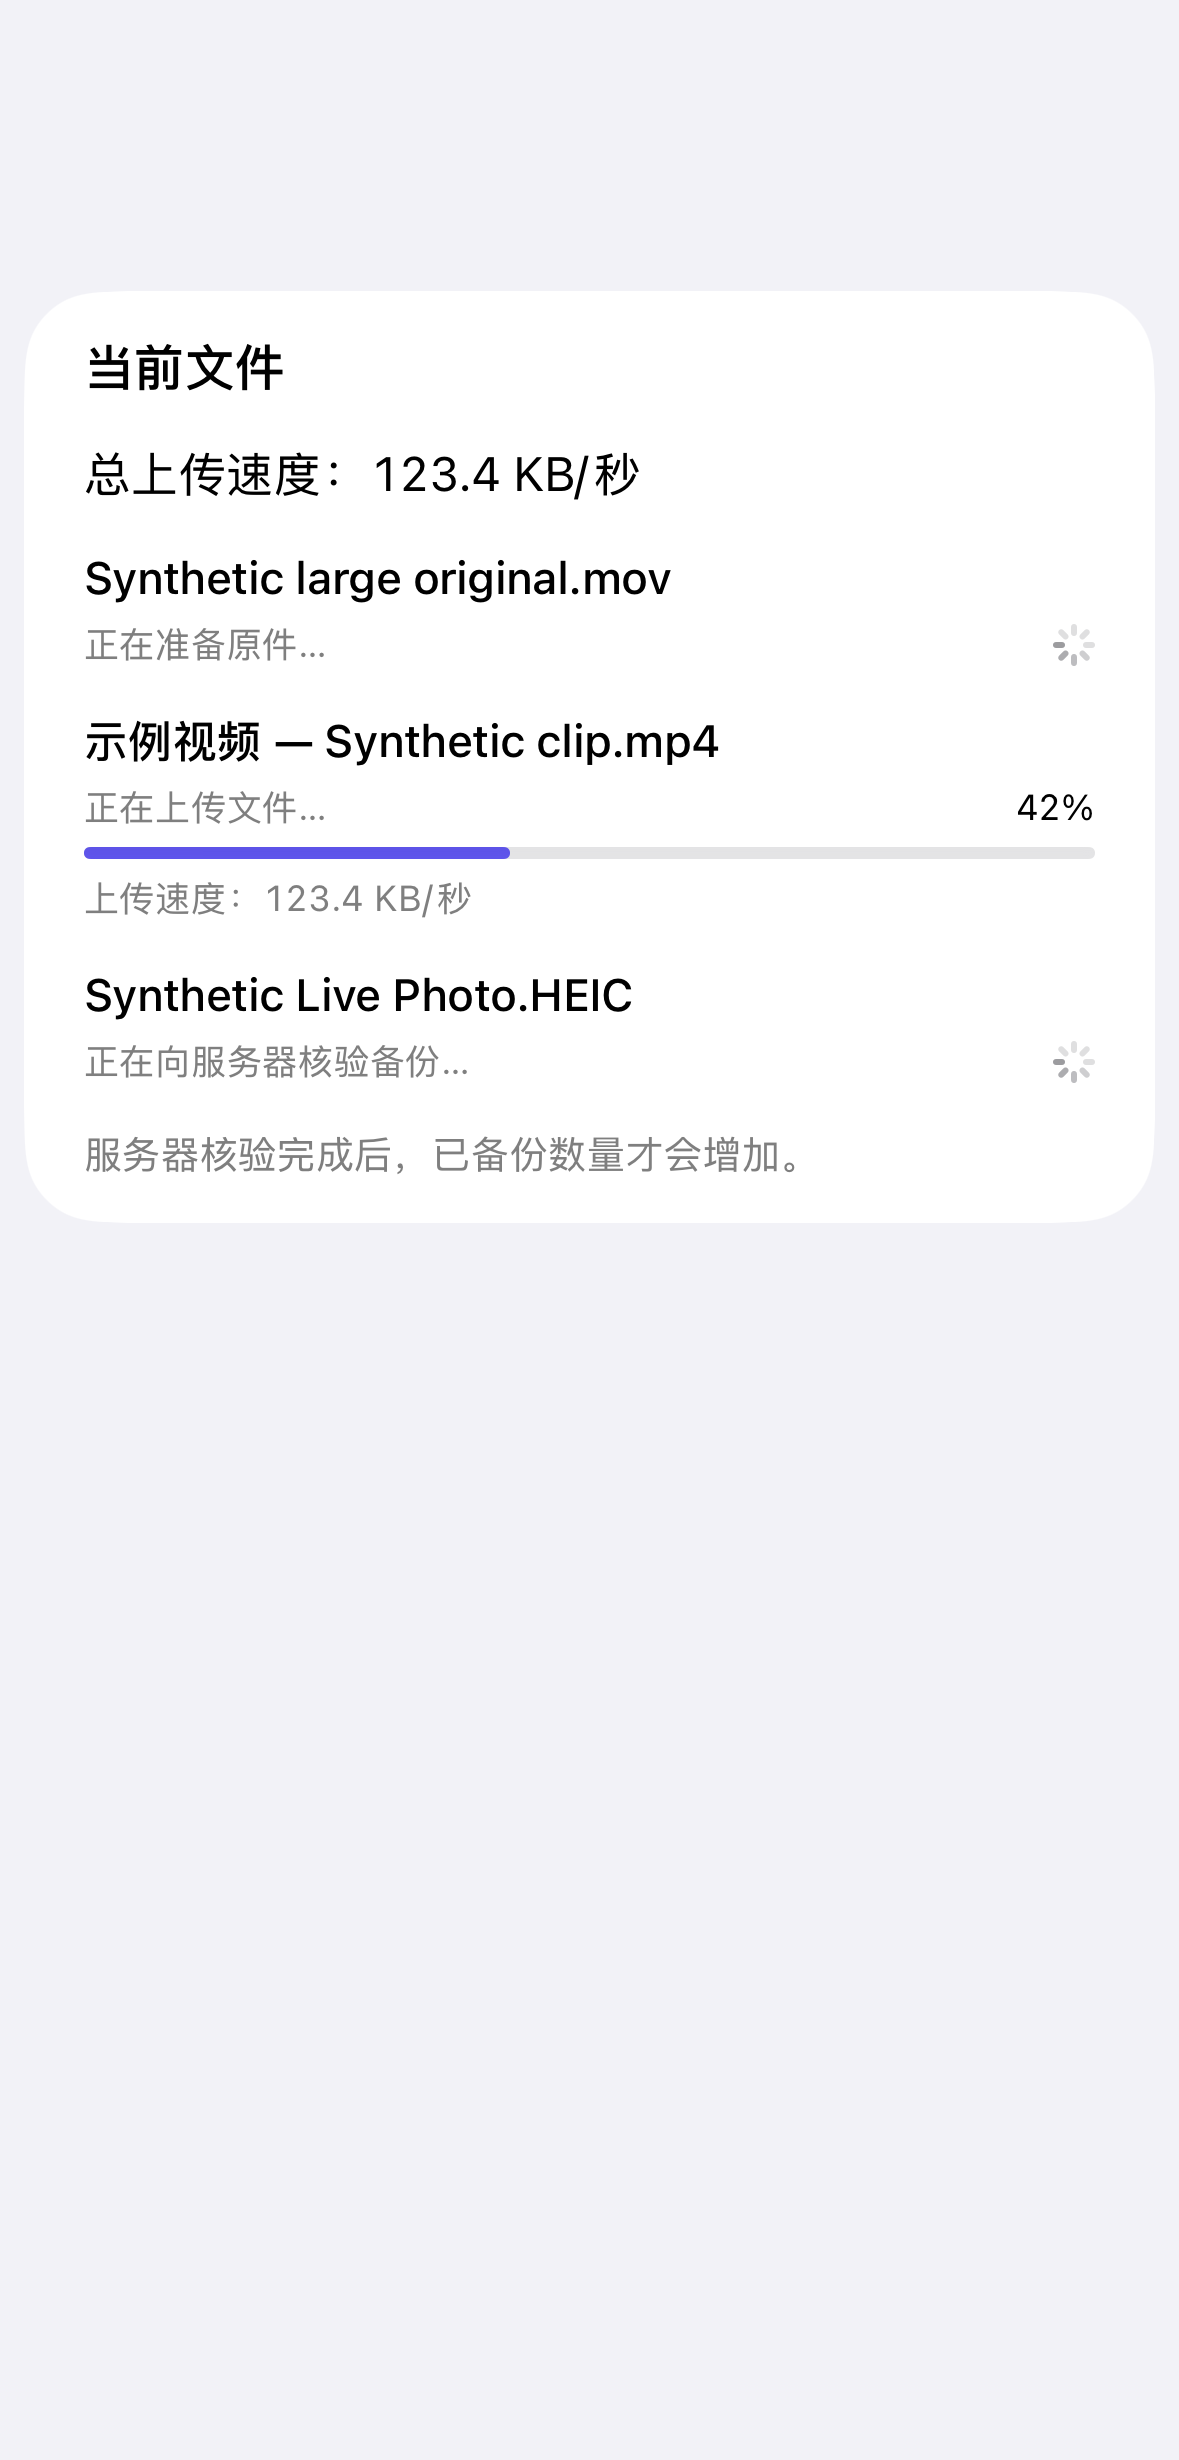 当前文件
总上传速度：123.4 KB/秒
Synthetic large original.mov
正在准备原件...
示例视频 — Synthetic clip.mp4
正在上传文件...
42%
上传速度：123.4 KB/秒
Synthetic Live Photo.HEIC
正在向服务器核验备份...
服务器核验完成后，已备份数量才会增加。